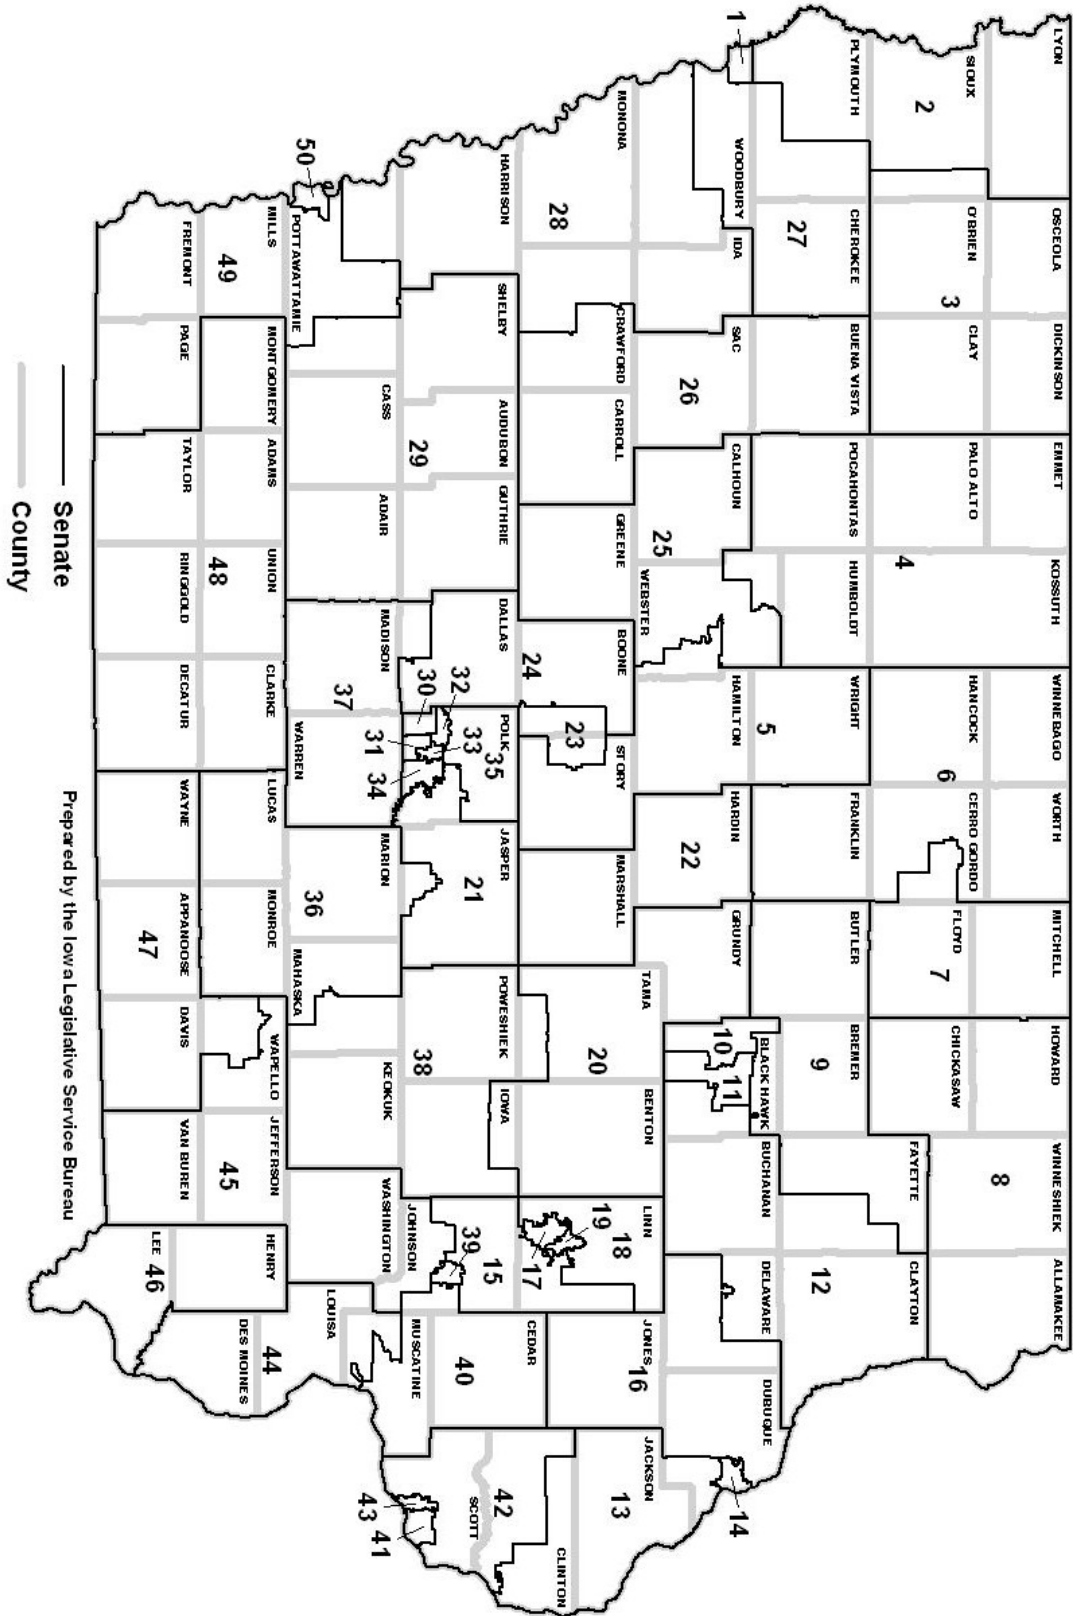 LYON
OSCEOLA
DICKINSON
EMMET
KOSSUTH
WINNEBAGO
WORTH
MITCHELL
HOWARD
WINNESHIEK
ALLAMAKEE
SIOUX
O'BRIEN
CLAY
PALO ALTO
HANCOCK
CERRO GORDO
FLOYD
CHICKASAW
2
3
4
6
7
8
PLYMOUTH
CHEROKEE
BUENA VISTA
POCAHONTAS
HUMBOLDT
WRIGHT
FRANKLIN
BUTLER
BREMER
FAYETTE
CLAYTON
27
5
9
12
1
WOODBURY
IDA
SAC
CALHOUN
WEBSTER
HAMILTON
HARDIN
GRUNDY
BLACK HAWK
BUCHANAN
DELAWARE
DUBUQUE
26
25
22
10
11
14
MONONA
CRAWFORD
CARROLL
GREENE
BOONE
STORY
MARSHALL
TAMA
BENTON
LINN
JONES
JACKSON
28
24
23
20
18
19
17
16
13
HARRISON
SHELBY
AUDUBON
GUTHRIE
DALLAS
POLK
JASPER
POWESHIEK
IOWA
JOHNSON
CEDAR
CLINTON
29
32
30
33
35
31
34
21
38
39
15
40
42
SCOTT
43
41
50
POTTAWATTAMIE
CASS
ADAIR
MADISON
WARREN
MARION
MAHASKA
KEOKUK
WASHINGTON
LOUISA
MUSCATINE
37
36
MILLS
MONTGOMERY
ADAMS
UNION
CLARKE
LUCAS
MONROE
WAPELLO
JEFFERSON
HENRY
DES MOINES
49
48
47
45
46
44
FREMONT
PAGE
TAYLOR
RINGGOLD
DECATUR
WAYNE
APPANOOSE
DAVIS
VAN BUREN
LEE
Senate
County
Prepared by the Iowa Legislative Service Bureau